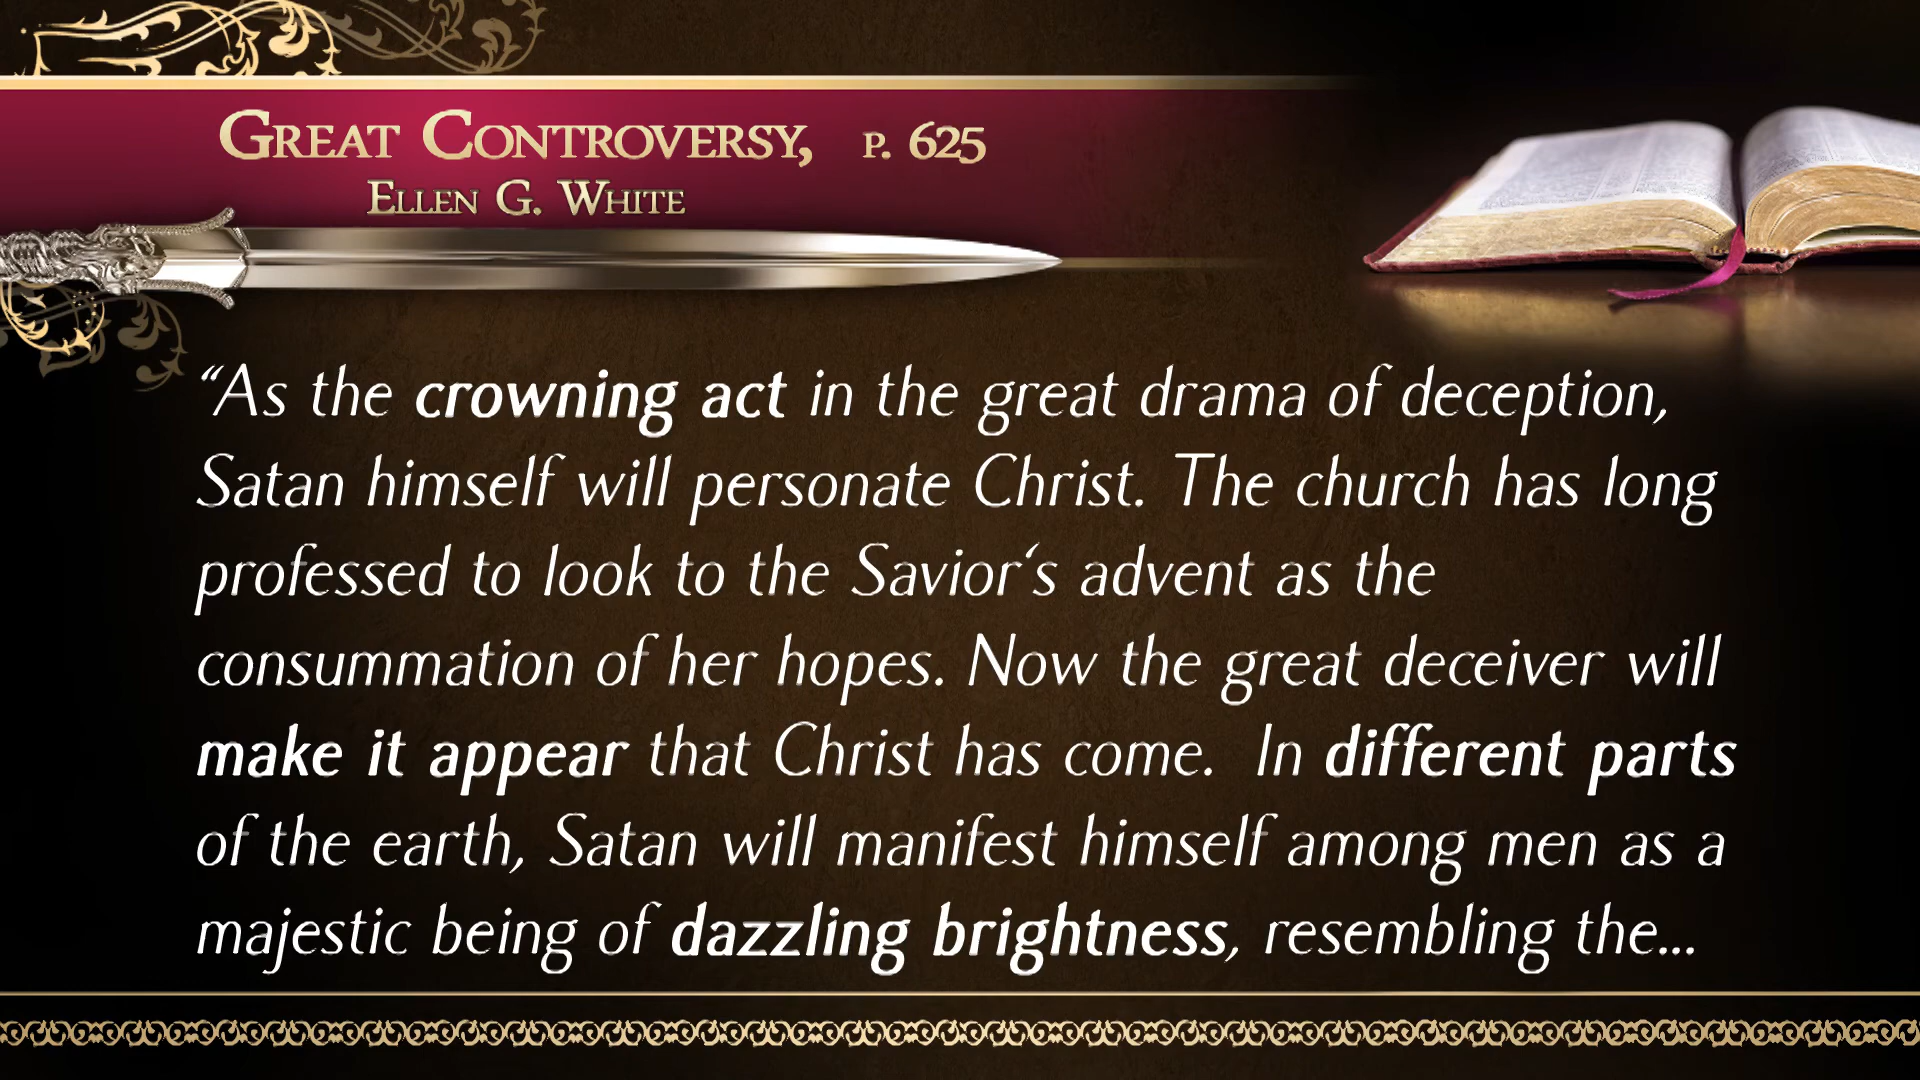 GREAT CONTROVERSY, P. 625
ELLEN G. WHITE
“As the crowning act in the great drama of deception,
Satan himself will personate Christ. The church has long
professed to look to the Savior‘s advent as the
consummation of her hopes. Now the great deceiver will
make it appear that Christ has come.  In different parts
of the earth, Satan will manifest himself among men as a
majestic being of dazzling brightness, resembling the...